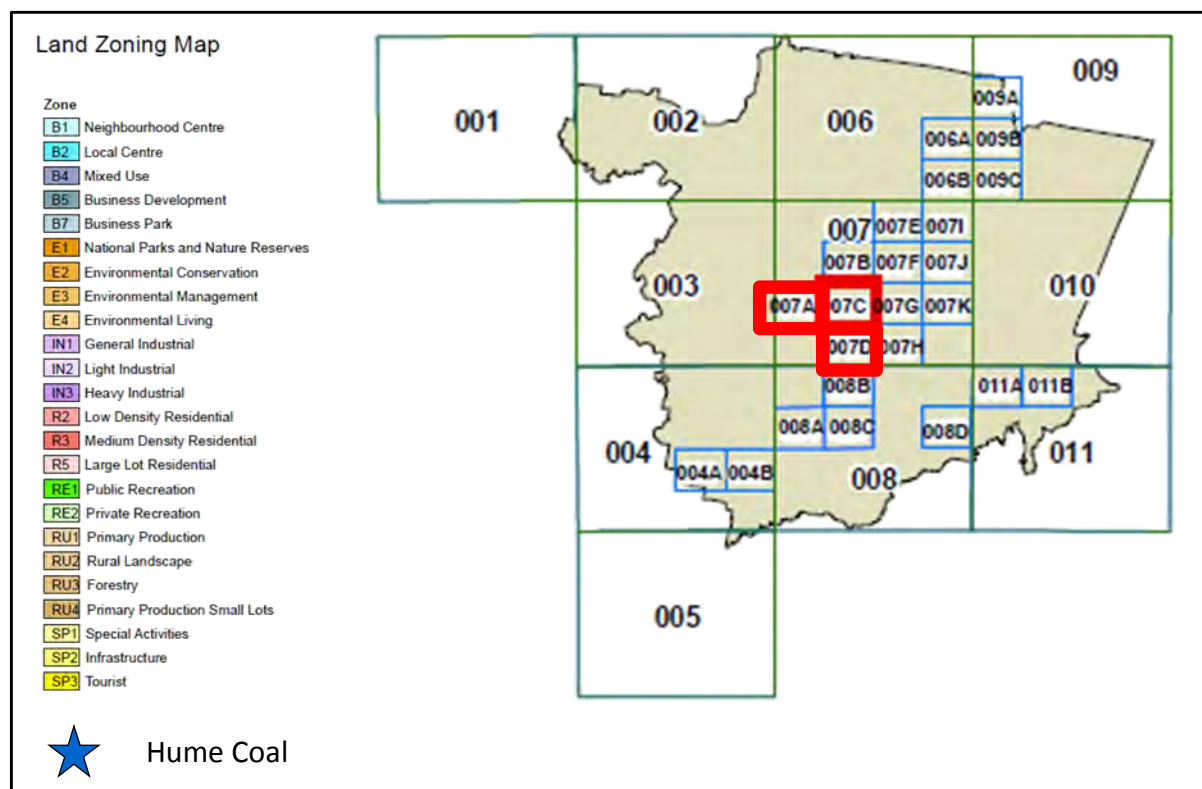 Land Zoning Map
Zone
B1 Neighbourhood Centre
B2 Local Centre
B4 Mixed Use
B5 Business Development
B7 Business Park
E1 National Parks and Nature Reserves
E2 Environmental Conservation
E3 Environmental Management
E4 Environmental Living
IN1 General Industrial
IN2 Light Industrial
IN3 Heavy Industrial
R2 Low Density Residential
R3 Medium Density Residential
R5 Large Lot Residential
RE1 Public Recreation
RE2 Private Recreation
RU1 Primary Production
RU2 Rural Landscape
RU3 Forestry
RU4 Primary Production Small Lots
SP1 Special Activities
SP2 Infrastructure
SP3 Tourist
Hume Coal
009
009A
001 002 006
006A 009B
006B 009C
007 007E 007I
007B 007F 007J
003 010
007A 07C 007G 007K
007D 007H
008B 011A 011B
008A 008C 008D
004 011
004A 004B 008
005